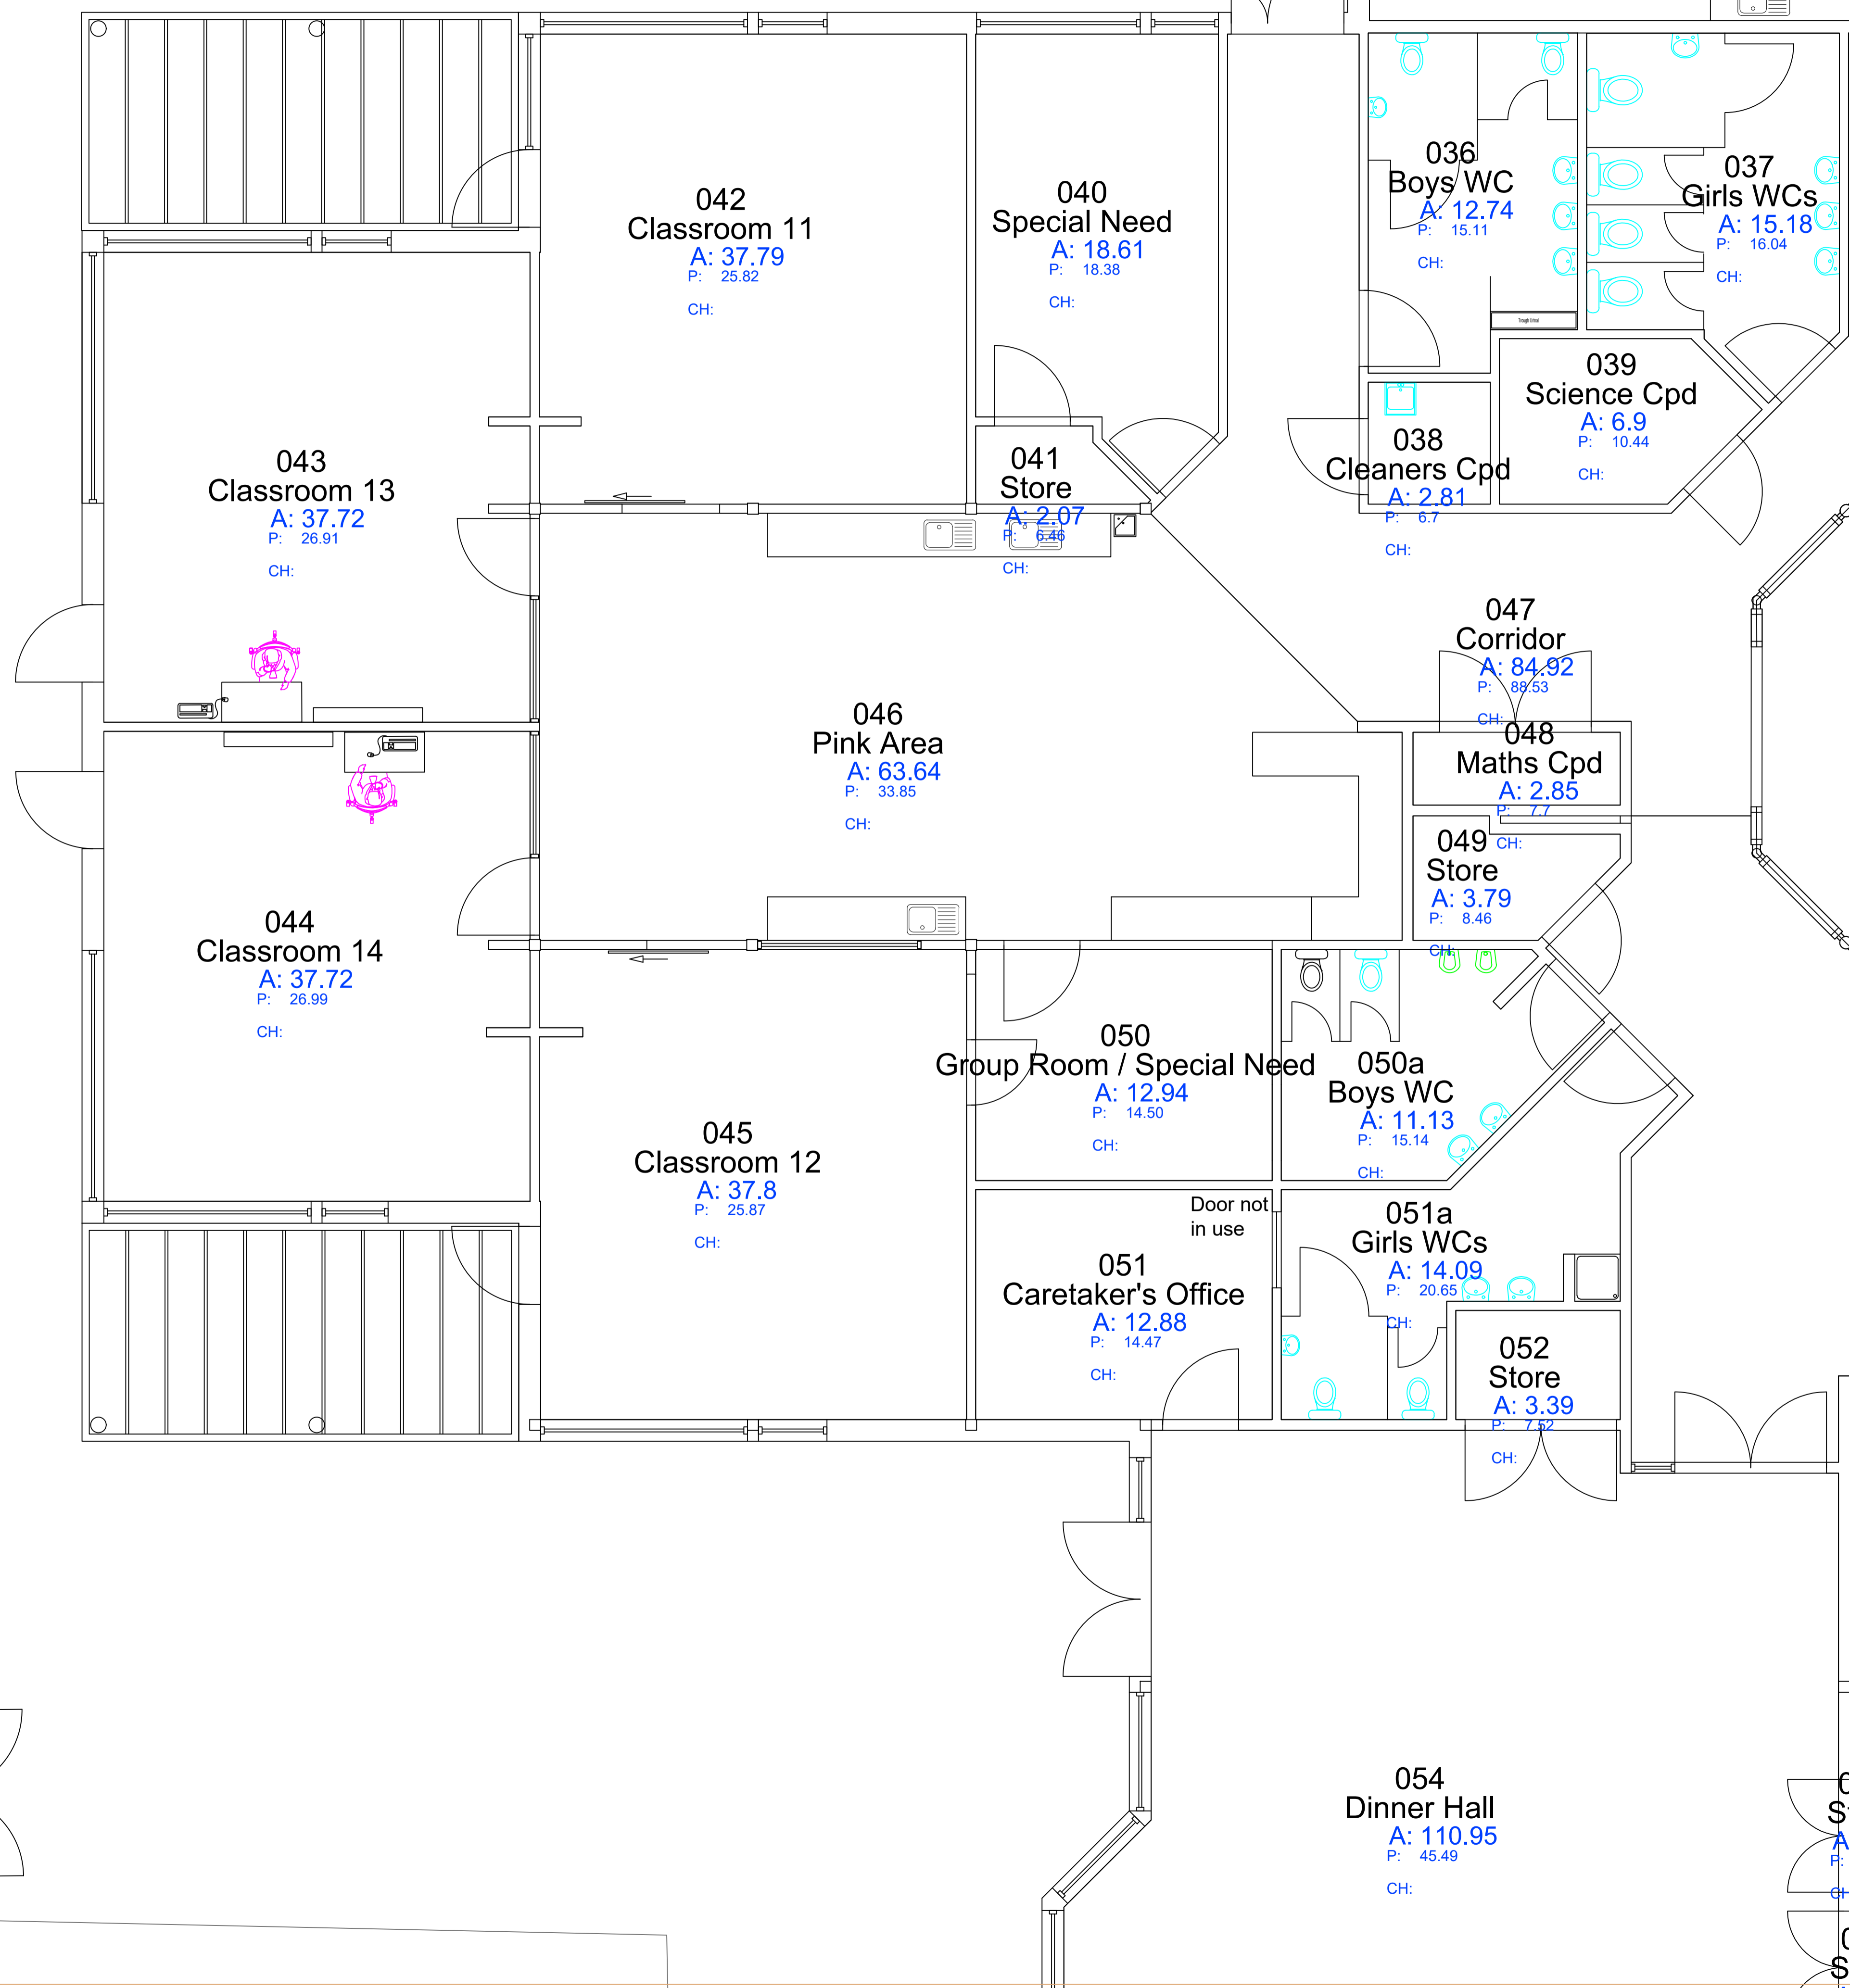 036
Boys WC
A: 12.74
P: 15.11
CH:
037
Girls WCs
A: 15.18
P: 16.04
CH:
042
Classroom 11
A: 37.79
P: 25.82
CH:
040
Special Need
A: 18.61
P: 18.38
CH:
Trough Urinal
039
Science Cpd
A: 6.9
P: 10.44
CH:
038
Cleaners Cpd
A: 2.81
P: 6.7
CH:
041
Store
A: 2.07
P: 6.46
CH:
043
Classroom 13
A: 37.72
P: 26.91
CH:
047
Corridor
A: 84.92
P: 88.53
CH:
046
Pink Area
A: 63.64
P: 33.85
CH:
048
Maths Cpd
A: 2.85
P: 7.7
CH:
049
Store
A: 3.79
P: 8.46
CH:
044
Classroom 14
A: 37.72
P: 26.99
CH:
050
Group Room / Special Need
A: 12.94
P: 14.50
CH:
050a
Boys WC
A: 11.13
P: 15.14
CH:
045
Classroom 12
A: 37.8
P: 25.87
CH:
Door not
in use
051a
Girls WCs
A: 14.09
P: 20.65
CH:
051
Caretaker's Office
A: 12.88
P: 14.47
CH:
052
Store
A: 3.39
P: 7.52
CH:
054
Dinner Hall
A: 110.95
P: 45.49
CH: